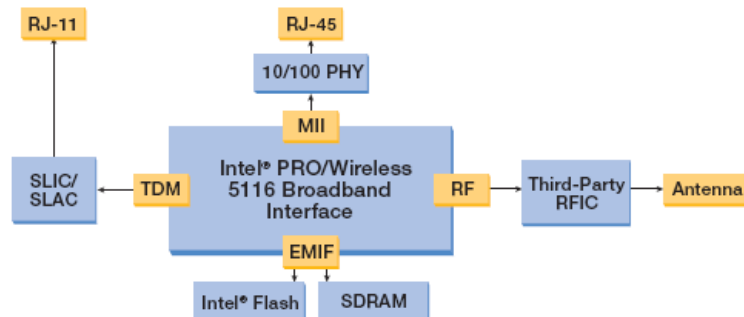 RJ-11
RJ-45
10/100 PHY
MII
Intel® PRO/Wireless
5116 Broadband
Interface
SLIC/
SLAC
TDM
RF
Third-Party
RFIC
Antenna
EMIF
Intel® Flash
SDRAM